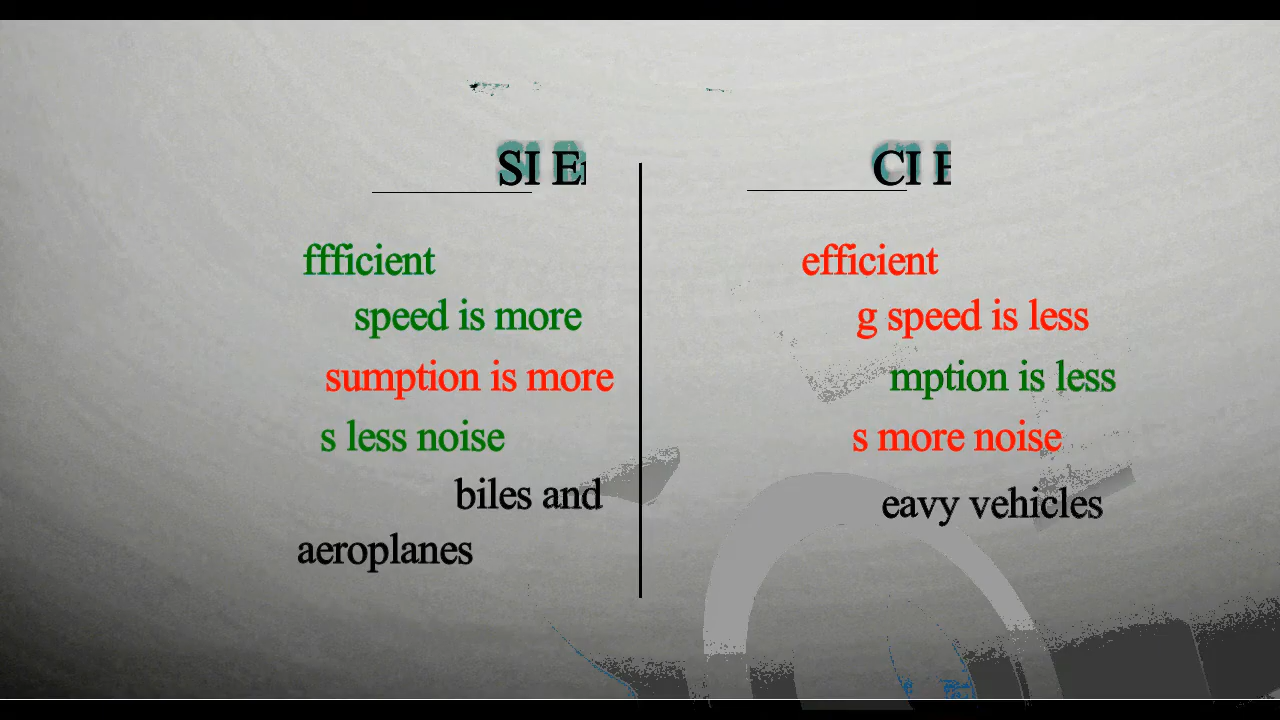 SI E
CI E
ffficient
efficient
speed is more
g speed is less
sumption is more
mption is less
s less noise
s more noise
biles and
eavy vehicles
aeroplanes